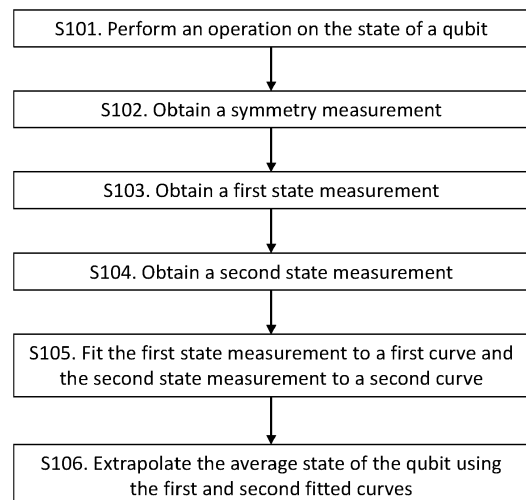 S101. Perform an operation on the state of a qubit
S102. Obtain a symmetry measurement
S103. Obtain a first state measurement
S104. Obtain a second state measurement
S105. Fit the first state measurement to a first curve and
the second state measurement to a second curve
S106. Extrapolate the average state of the qubit using
the first and second fitted curves